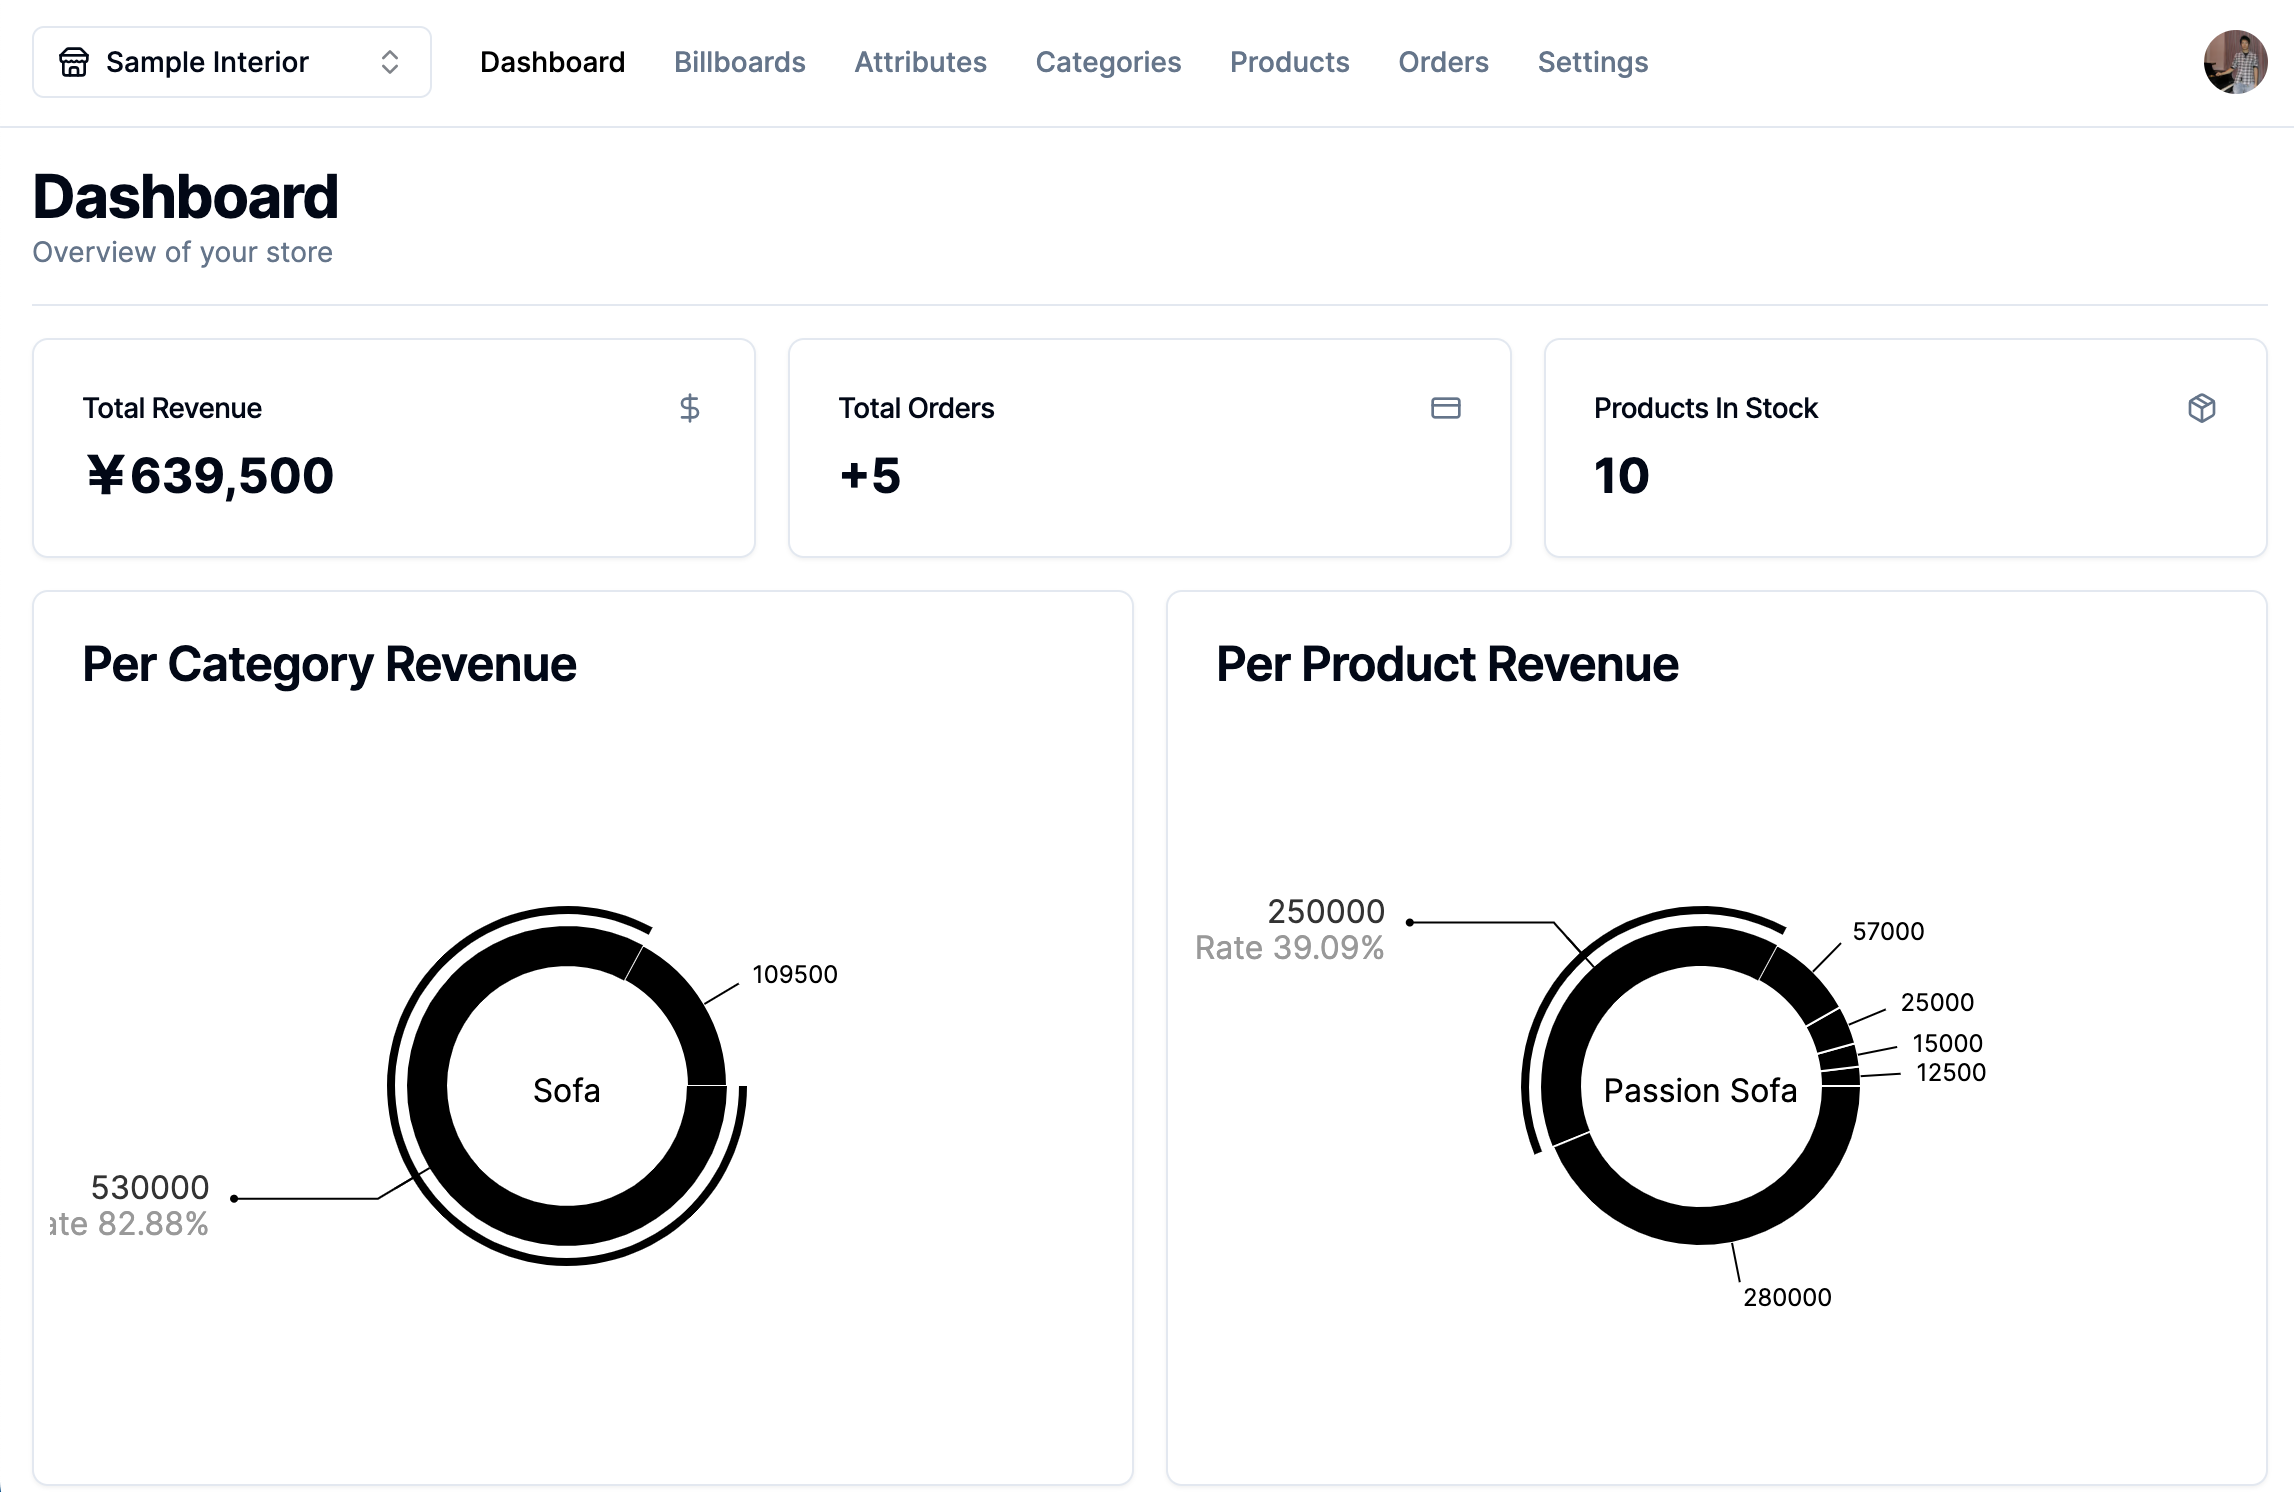 Sample Interior
Dashboard
Billboards
Attributes
Categories
Products
Orders
Settings
Dashboard
Overview of your store
Total Revenue
¥639,500
Total Orders
+5
Products In Stock
10
Per Category Revenue
109500
Sofa
530000
ate 82.88%
Per Product Revenue
250000
Rate 39.09%
57000
25000
15000
12500
Passion Sofa
280000